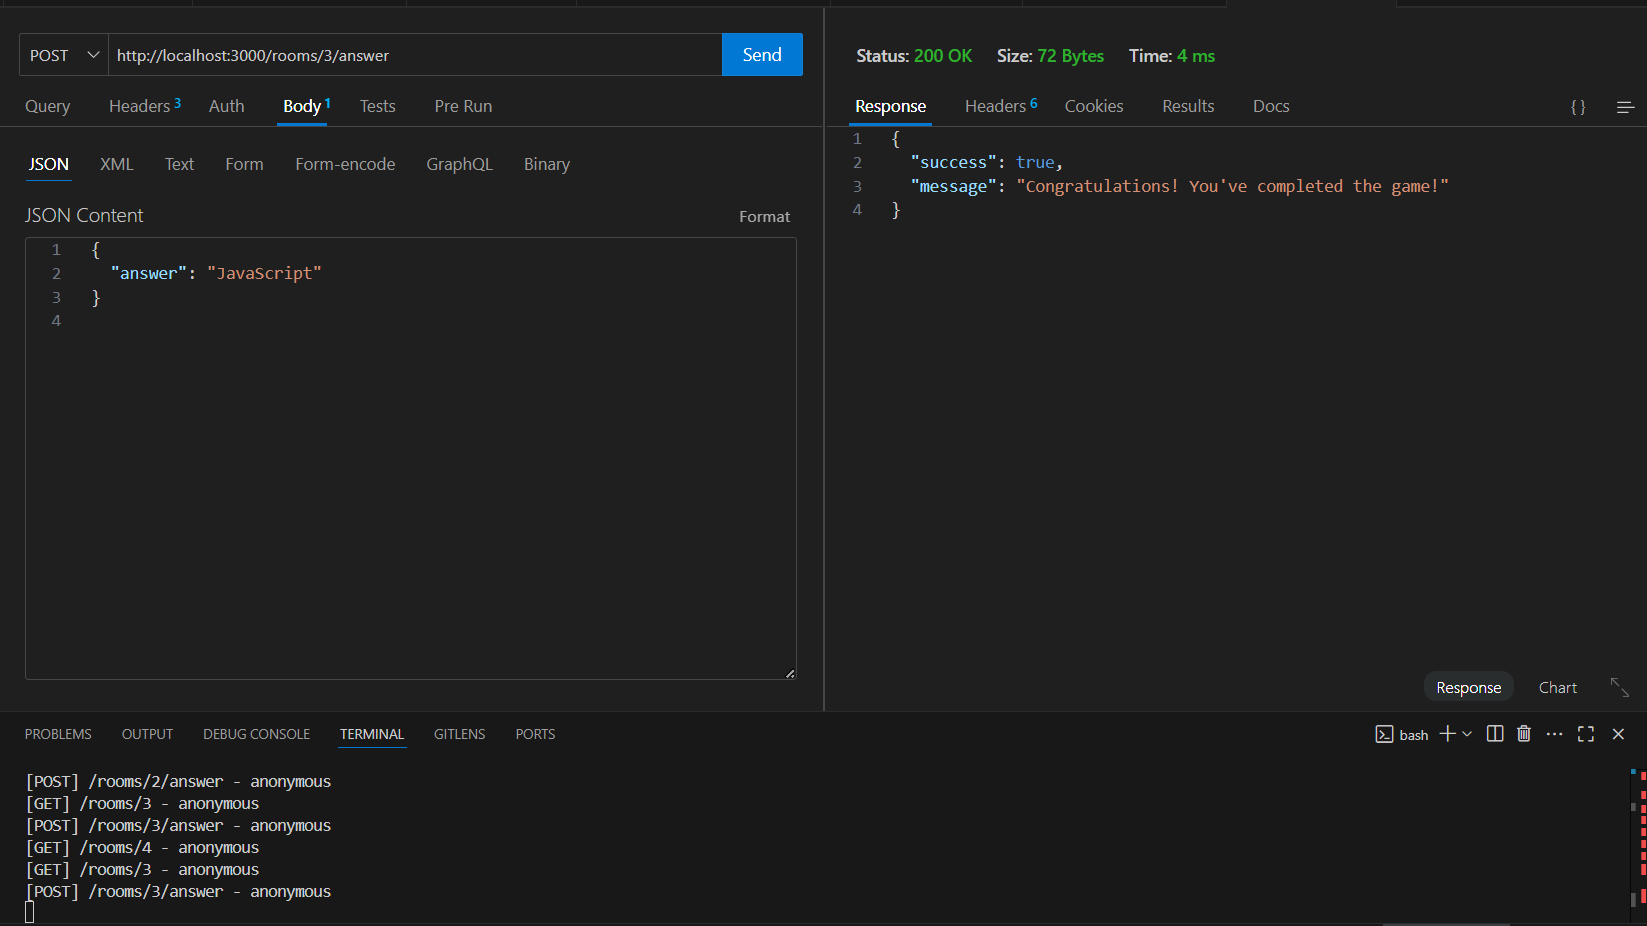 POST http://localhost:3000/rooms/3/answer Send
Query Headers 3 Auth Body 1 Tests Pre Run
JSON XML Text Form Form-encode GraphQL Binary
JSON Content Format
1 {
2 "answer": "JavaScript"
3 }
4
Status: 200 OK Size: 72 Bytes Time: 4 ms
Response Headers 6 Cookies Results Docs {}
1 {
2 "success": true,
3 "message": "Congratulations! You've completed the game!"
4 }
Response Chart
PROBLEMS OUTPUT DEBUG CONSOLE TERMINAL GITLENS PORTS bash
[POST] /rooms/2/answer - anonymous
[GET] /rooms/3 - anonymous
[POST] /rooms/3/answer - anonymous
[GET] /rooms/4 - anonymous
[GET] /rooms/3 - anonymous
[POST] /rooms/3/answer - anonymous